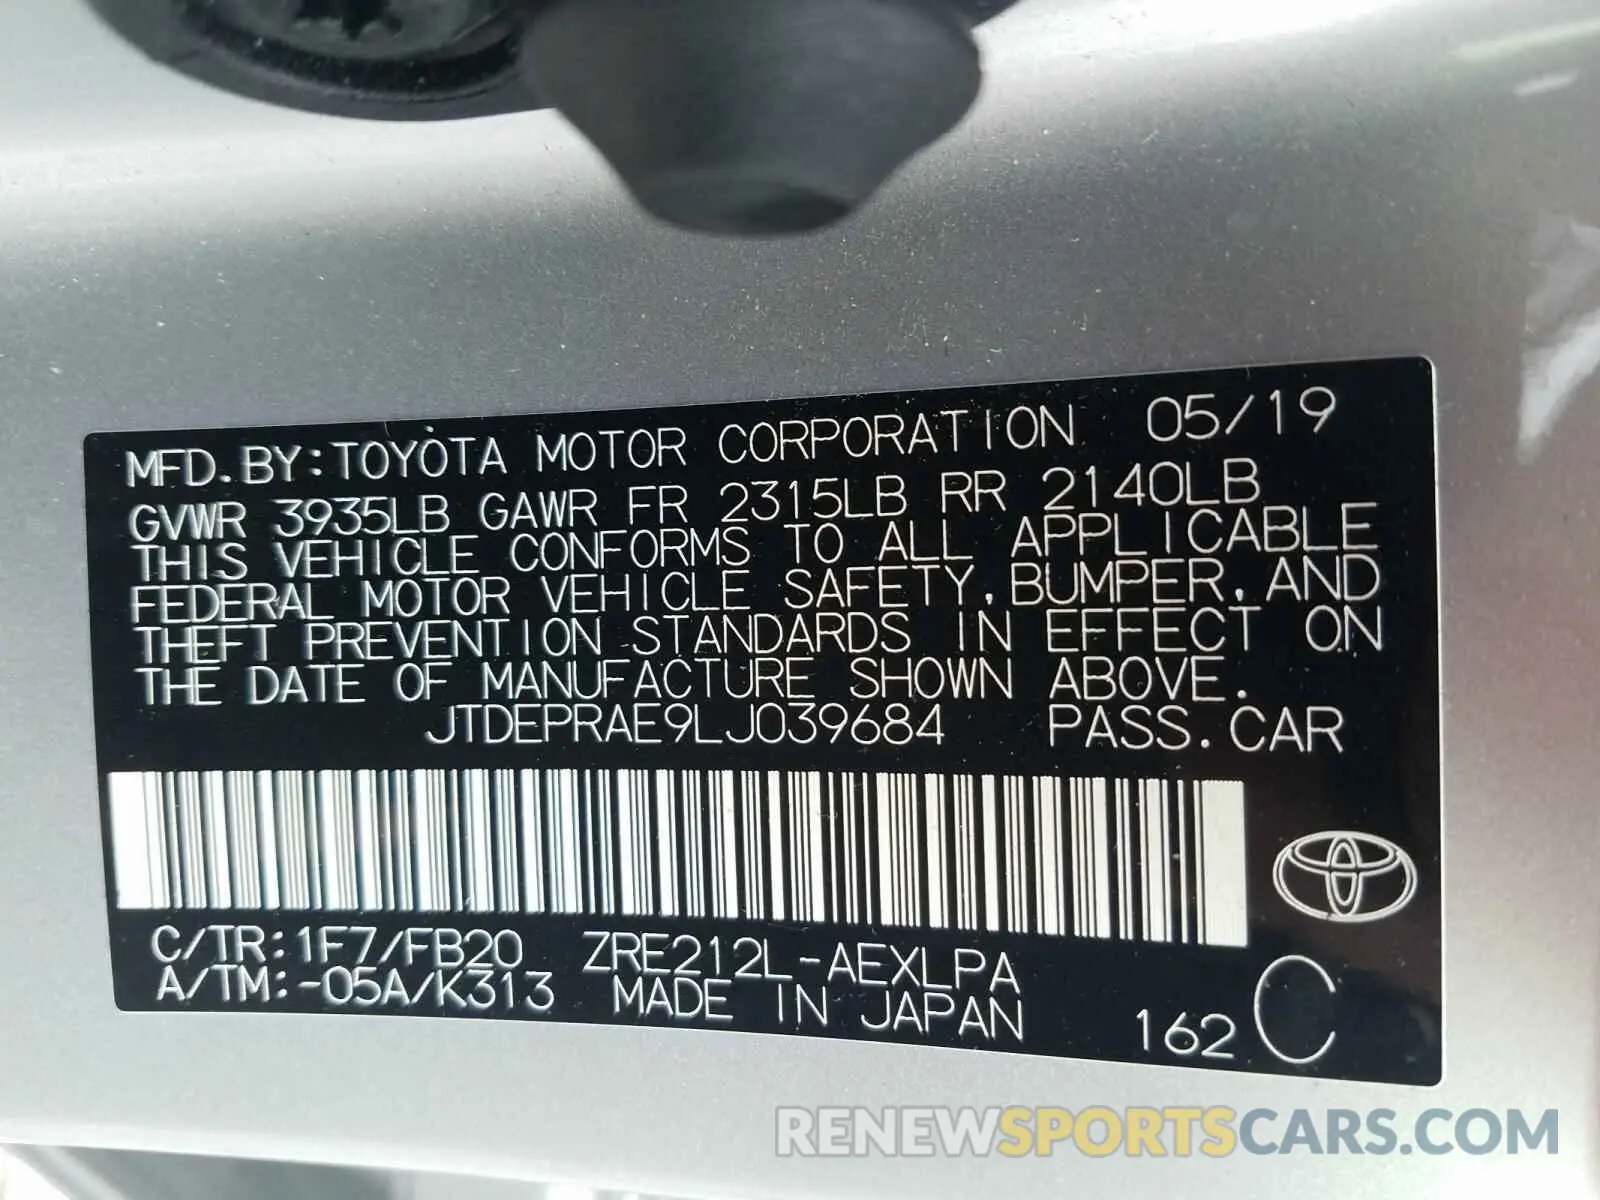 MFD.BY:TOYOTA MOTOR CORPORATION 05/19
GVWR 3935LB GAWR FR 2315LB RR 2140LB
THIS VEHICLE CONFORMS TO ALL APPLICABLE
FEDERAL MOTOR VEHICLE SAFETY, BUMPER, AND
THEFT PREVENTION STANDARDS IN EFFECT ON
THE DATE OF MANUFACTURE SHOWN ABOVE.
JTDEPRAE9LJ039684 PASS.CAR
C/TR:1F7/FB20 ZRE212L-AEXLPA
A/TM:-05A/K313 MADE IN JAPAN
162 C
RENEWSPORTSCARS.COM